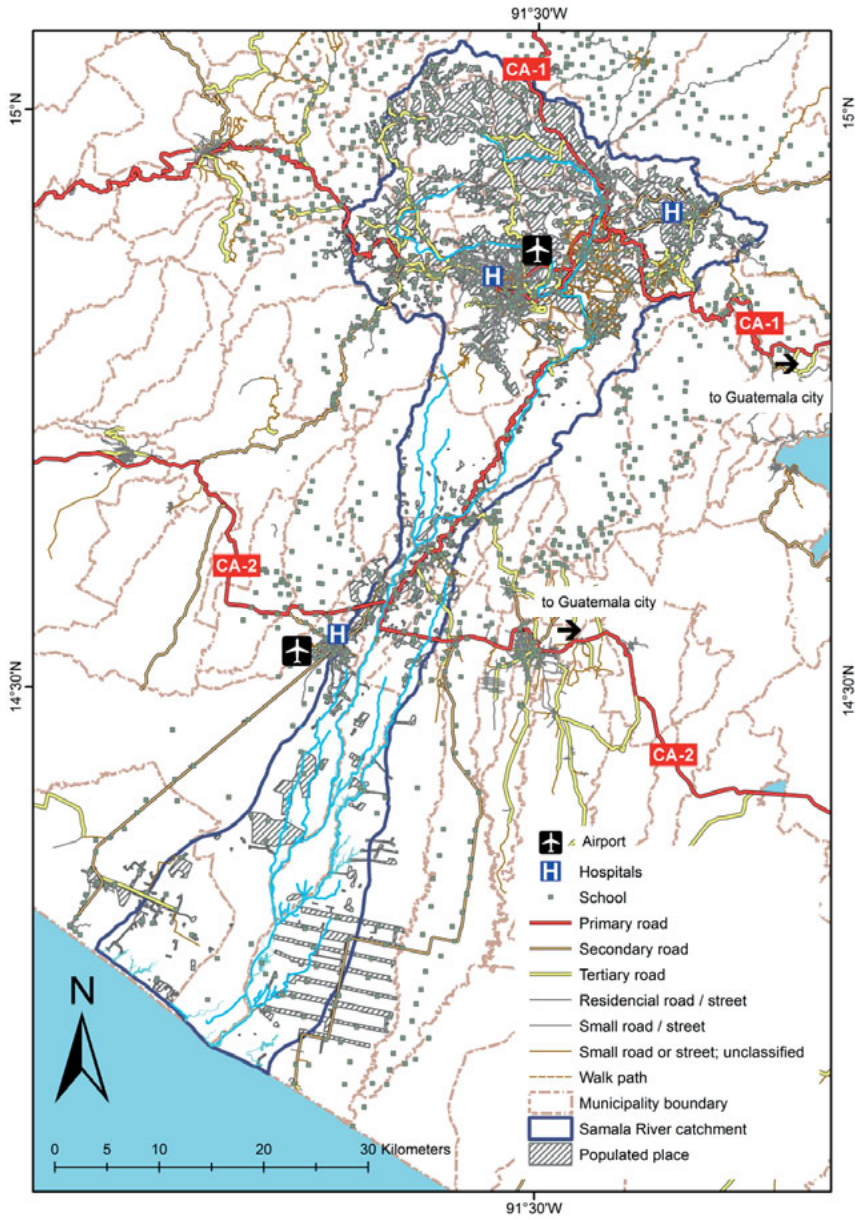 91°30'W
CA-1
15°N
15°N
H
H
CA-1
to Guatemala city
CA-2
to Guatemala city
H
14°30'N
14°30'N
CA-2
Airport
H Hospitals
School
Primary road
Secondary road
Tertiary road
Residencial road / street
Small road / street
Small road or street; unclassified
Walk path
Municipality boundary
Samala River catchment
Populated place
N
0 5 10 20 30 Kilometers
91°30'W